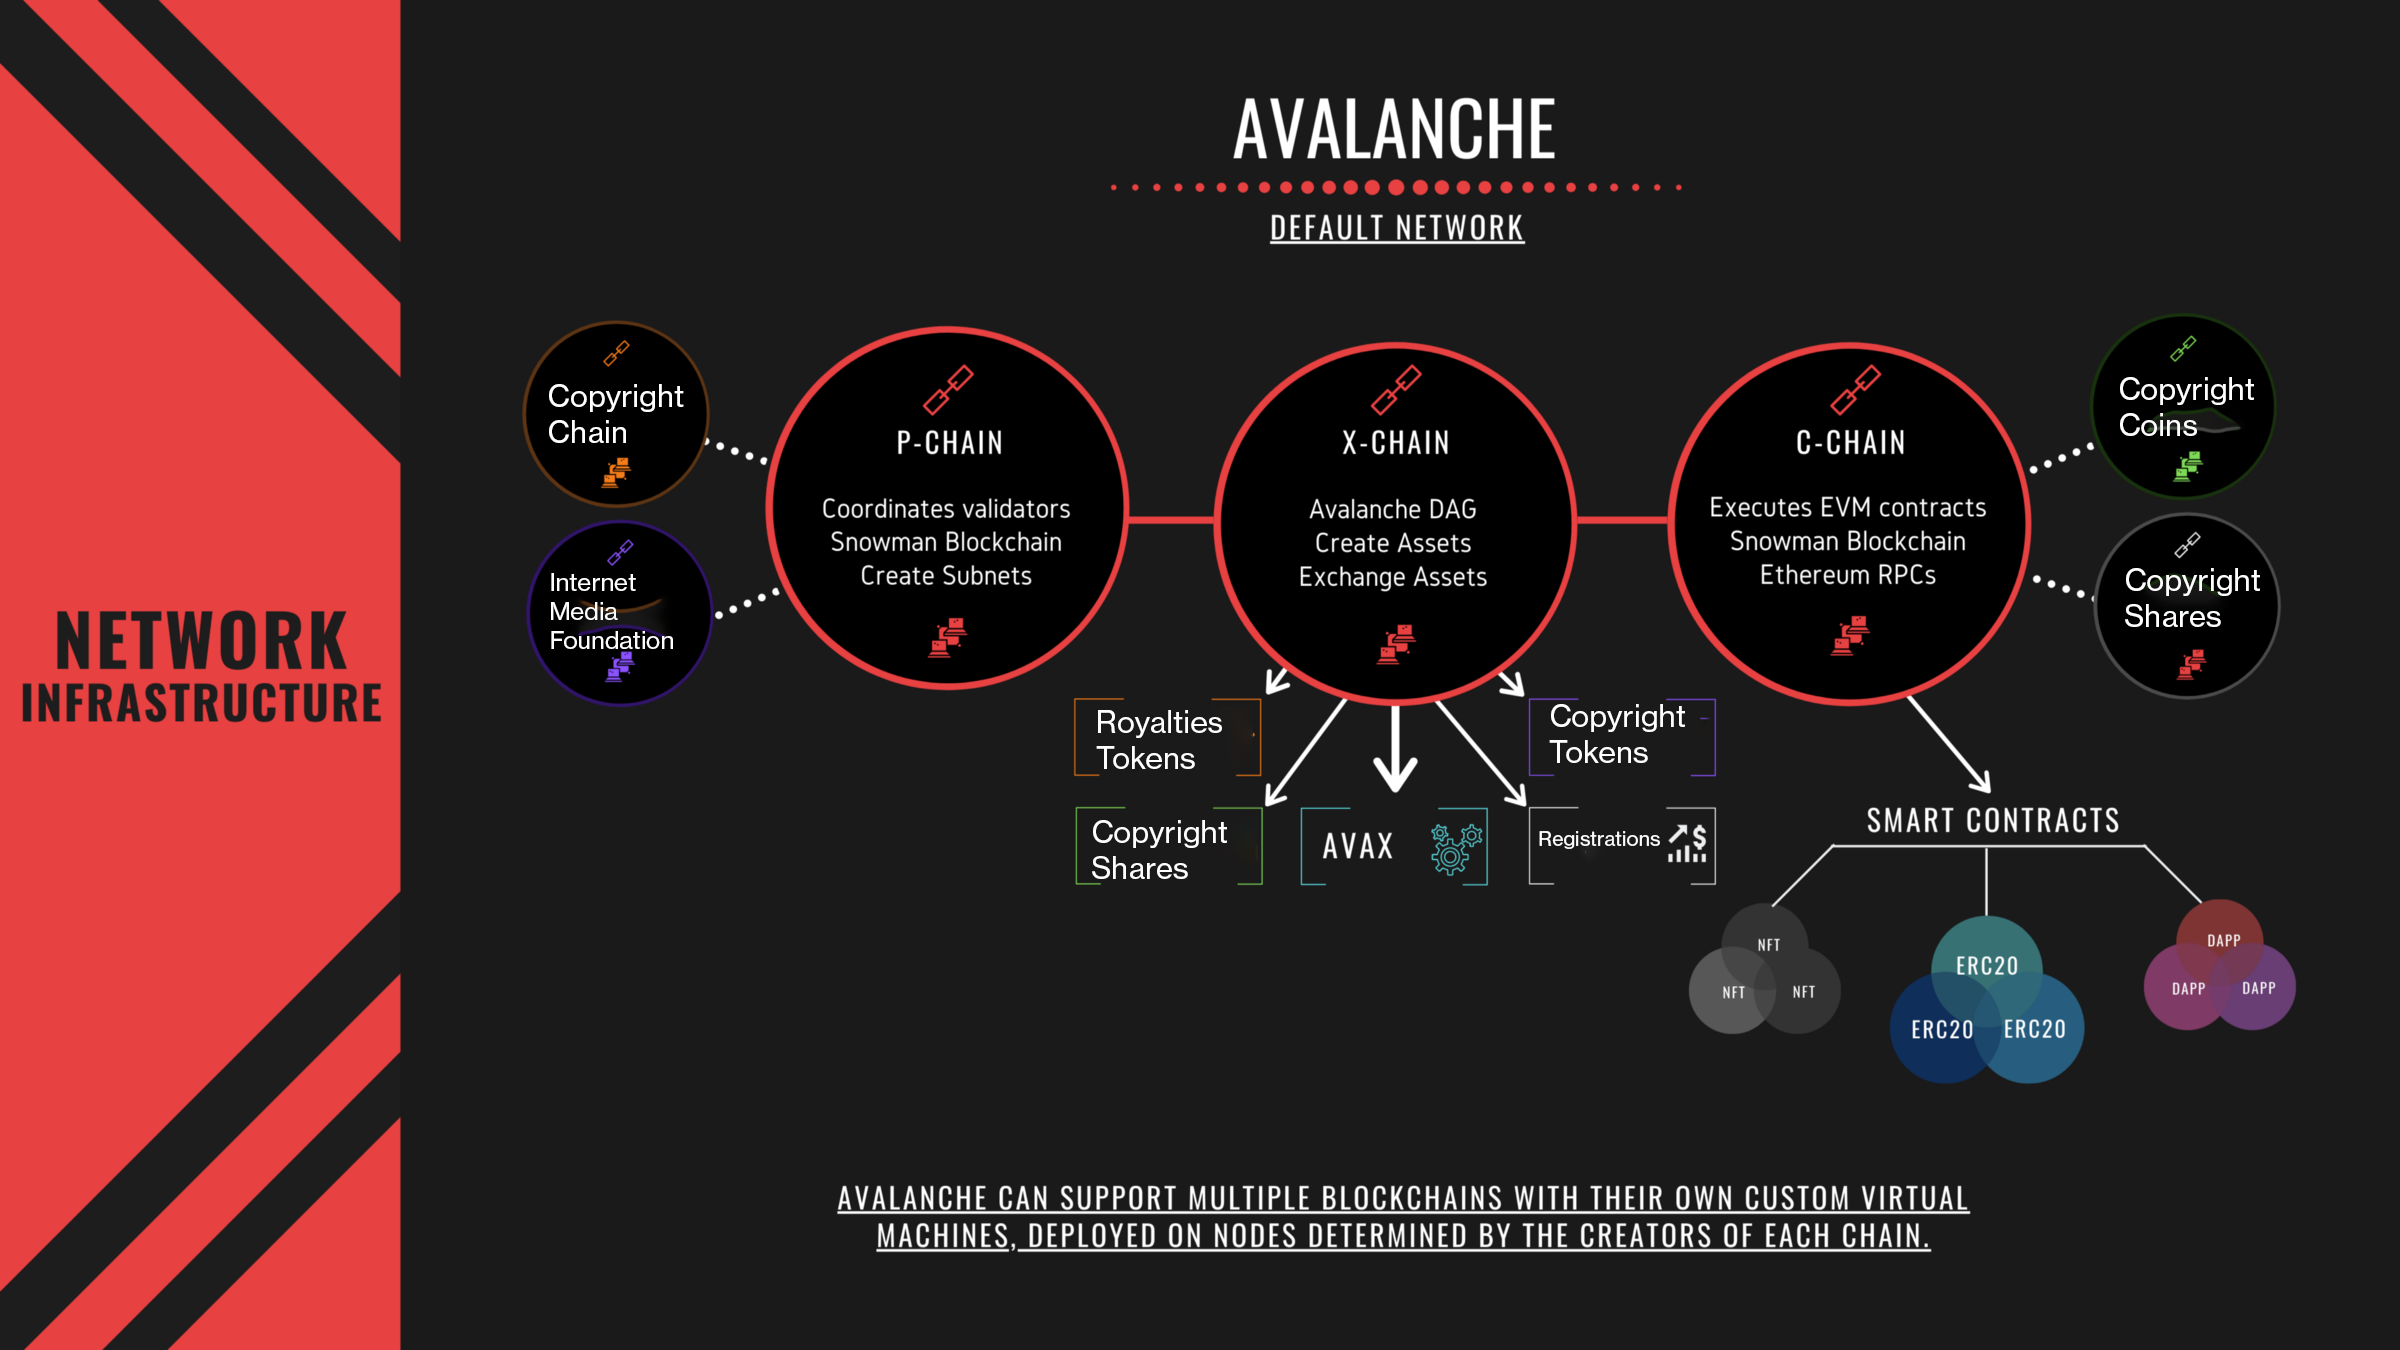 NETWORK
INFRASTRUCTURE
AVALANCHE
DEFAULT NETWORK
Copyright
Chain
Internet
Media
Foundation
P-CHAIN
Coordinates validators
Snowman Blockchain
Create Subnets
X-CHAIN
Avalanche DAG
Create Assets
Exchange Assets
C-CHAIN
Executes EVM contracts
Snowman Blockchain
Ethereum RPCs
Copyright
Coins
Copyright
Shares
Royalties
Tokens
Copyright
Tokens
Copyright
Shares
AVAX
Registrations
$
SMART CONTRACTS
NFT
NFT
NFT
ERC20
ERC20
ERC20
DAPP
DAPP
DAPP
AVALANCHE CAN SUPPORT MULTIPLE BLOCKCHAINS WITH THEIR OWN CUSTOM VIRTUAL
MACHINES, DEPLOYED ON NODES DETERMINED BY THE CREATORS OF EACH CHAIN.